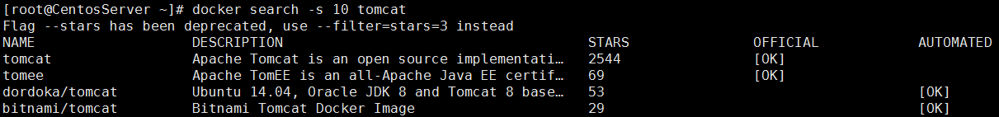 [root@CentosServer ~]# docker search -s 10 tomcat
Flag --stars has been deprecated, use --filter=stars=3 instead
NAME DESCRIPTION STARS OFFICIAL AUTOMATED
tomcat Apache Tomcat is an open source implementati… 2544 [OK]
tomee Apache TomEE is an all-Apache Java EE certif… 69 [OK]
dordoka/tomcat Ubuntu 14.04, Oracle JDK 8 and Tomcat 8 base… 53 [OK]
bitnami/tomcat Bitnami Tomcat Docker Image 29 [OK]